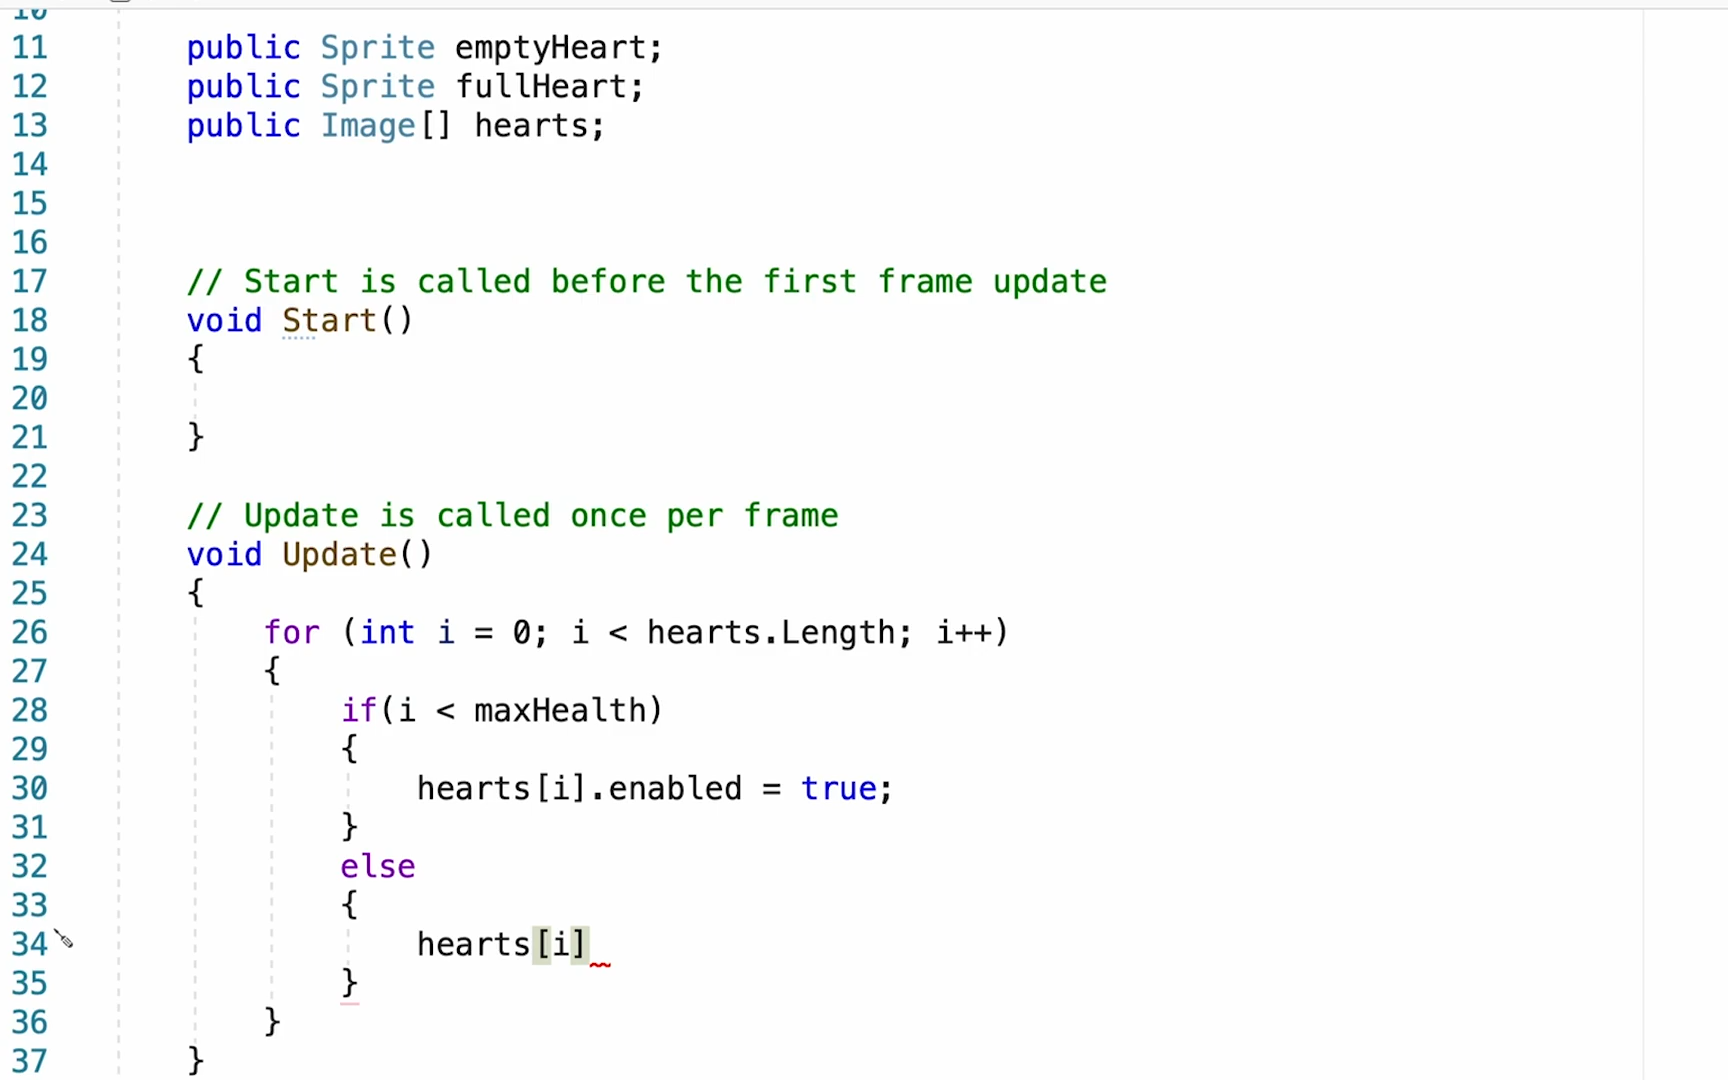 10
11 public Sprite emptyHeart;
12 public Sprite fullHeart;
13 public Image[] hearts;
14
15
16
17 // Start is called before the first frame update
18 void Start()
19 {
20
21 }
22
23 // Update is called once per frame
24 void Update()
25 {
26 for (int i = 0; i < hearts.Length; i++)
27 {
28 if(i < maxHealth)
29 {
30 hearts[i].enabled = true;
31 }
32 else
33 {
34 hearts[i]
35 }
36 }
37 }